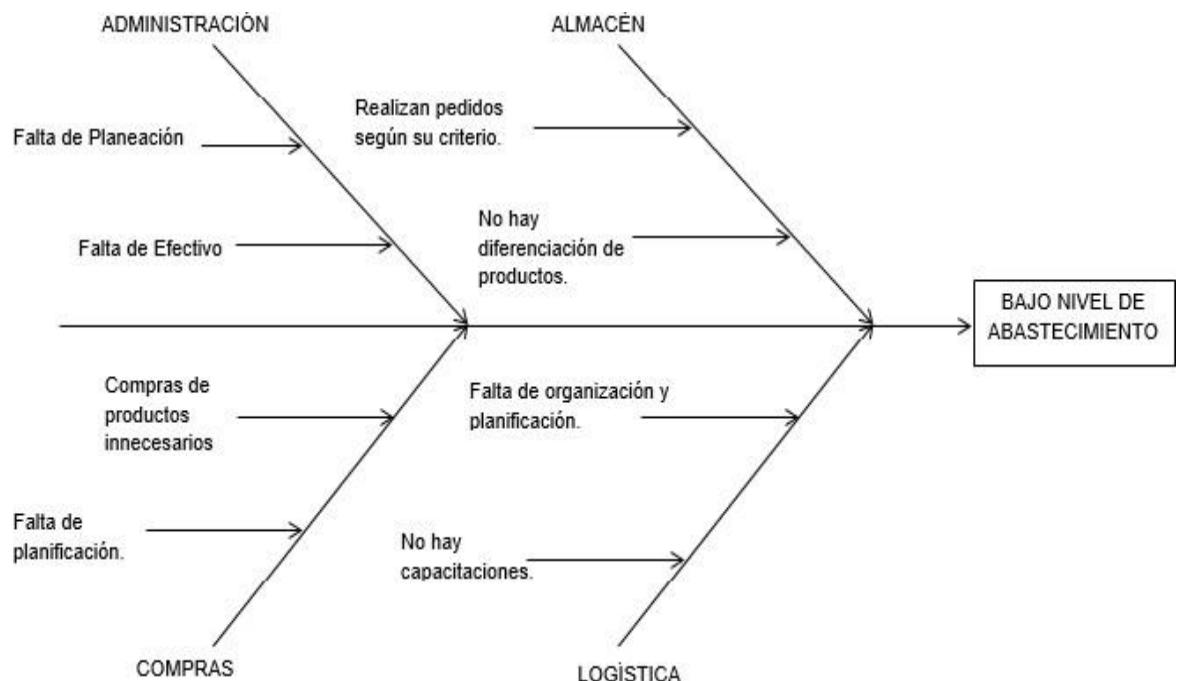 ADMINISTRACIÓN
ALMACÉN
Realizan pedidos
según su criterio.
Falta de Planeación
No hay
diferenciación de
productos.
Falta de Efectivo
BAJO NIVEL DE
ABASTECIMIENTO
Compras de
productos
innecesarios
Falta de organización y
planificación.
Falta de
planificación.
No hay
capacitaciones.
COMPRAS
LOGÌSTICA